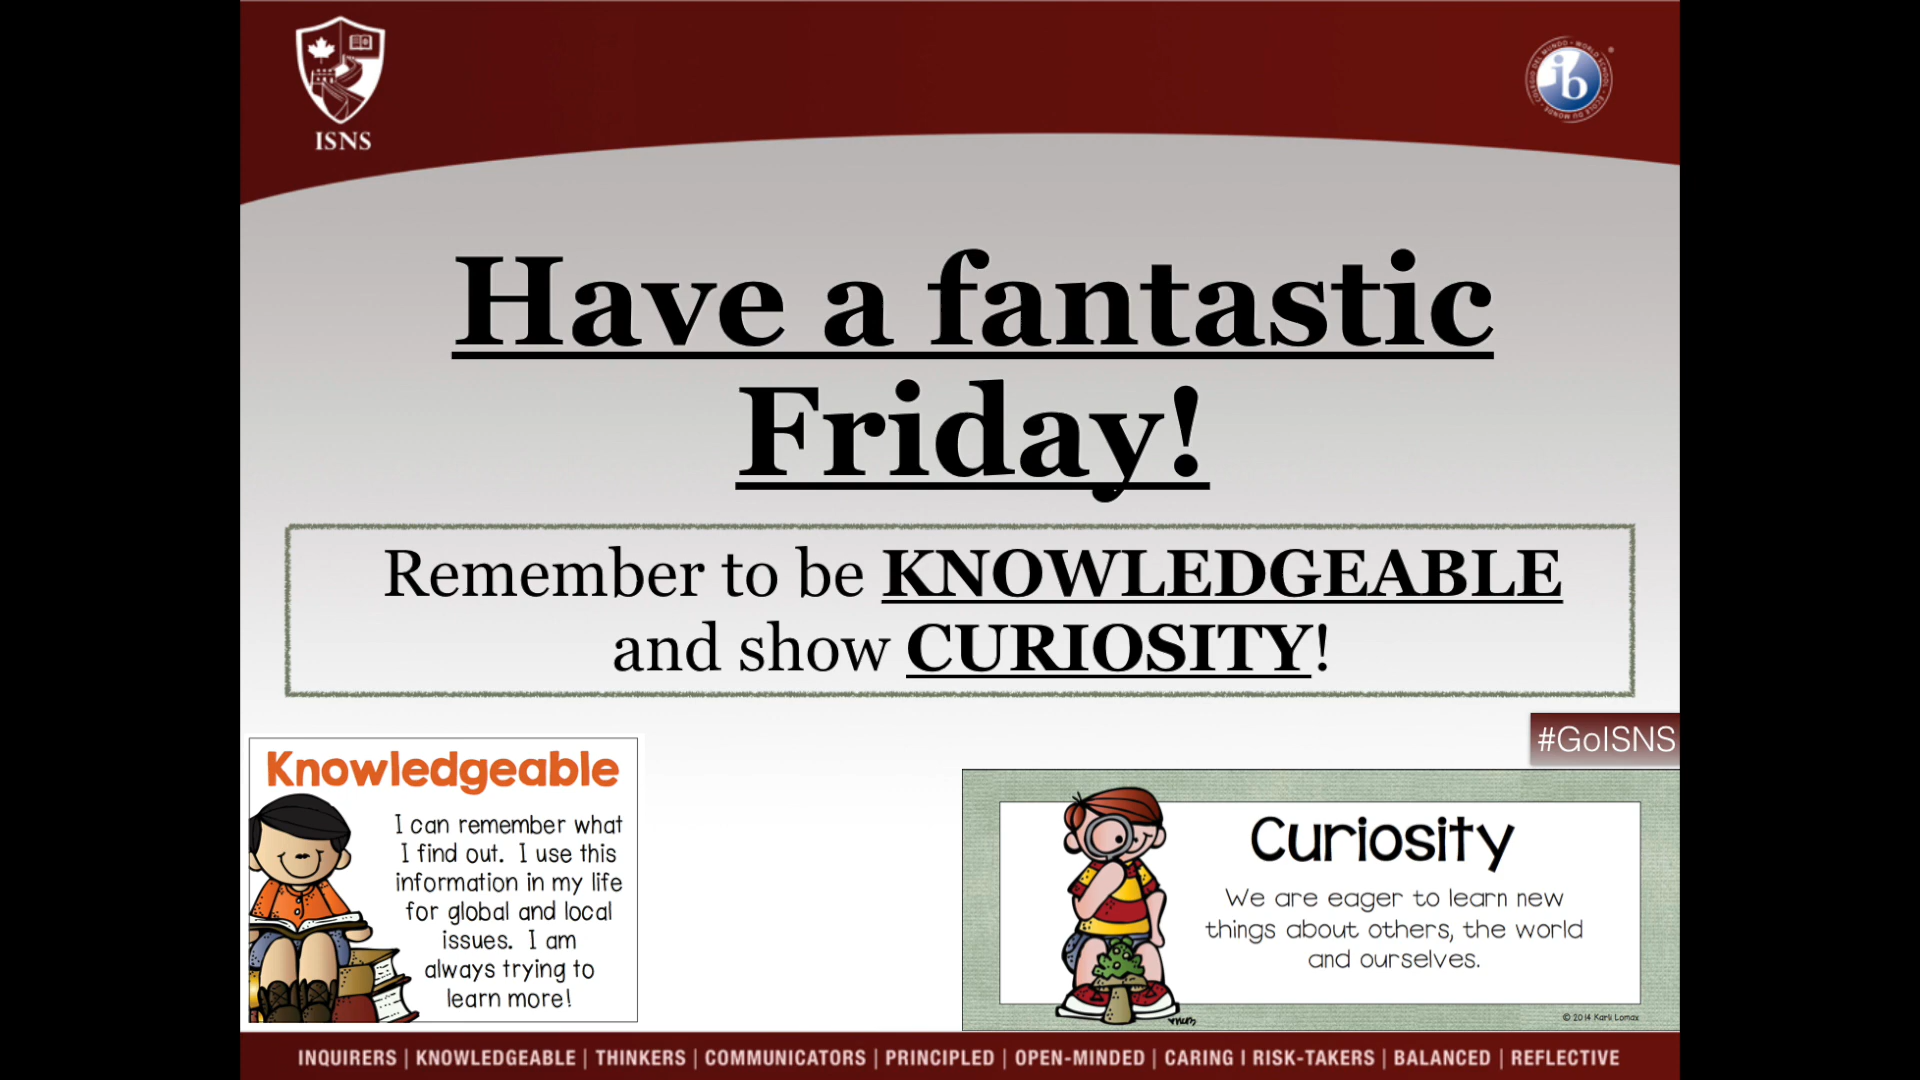 ISNS
ib
Have a fantastic
Friday!
Remember to be KNOWLEDGEABLE
and show CURIOSITY!
#GoISNS
Knowledgeable
I can remember what
I find out. I use this
information in my life
for global and local
issues. I am
always trying to
learn more!
Curiosity
We are eager to learn new
things about others, the world
and ourselves.
© 2014 Karli Lomax
INQUIRERS | KNOWLEDGEABLE | THINKERS | COMMUNICATORS | PRINCIPLED | OPEN-MINDED | CARING I RISK-TAKERS | BALANCED | REFLECTIVE